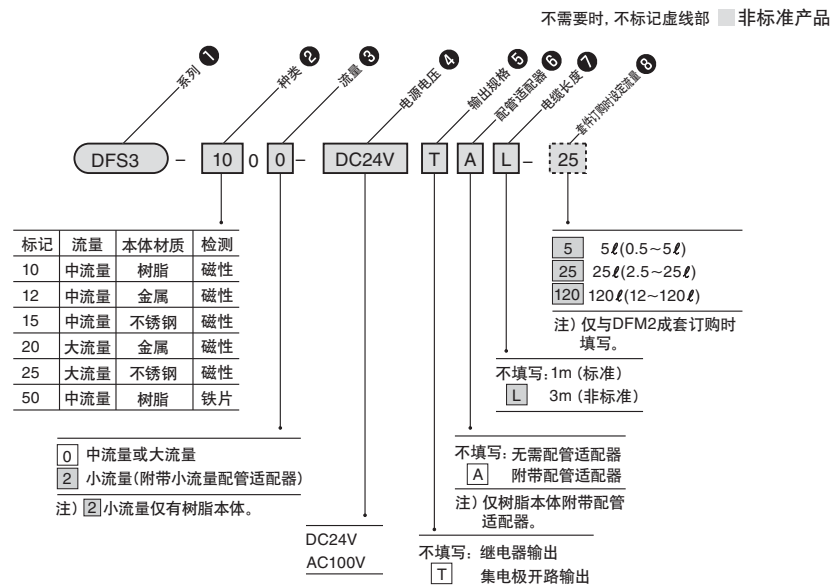 不需要时, 不标记虚线部 非标准产品
系列❶
种类❷
流量❸
电源电压❹
输出规格❺
配管适配器❻
电缆长度❼
套件订购时设定流量❽
DFS3 – 10 0 0 – DC24V T A L – 25
标记 流量 本体材质 检测
10 中流量 树脂 磁性
12 中流量 金属 磁性
15 中流量 不锈钢 磁性
20 大流量 金属 磁性
25 大流量 不锈钢 磁性
50 中流量 树脂 铁片
5 5ℓ(0.5~5ℓ)
25 25ℓ(2.5~25ℓ)
120 120ℓ(12~120ℓ)
注) 仅与DFM2成套订购时
填写。
不填写: 1m (标准)
L 3m (非标准)
0 中流量或大流量
2 小流量(附带小流量配管适配器)
注) 2 小流量仅有树脂本体。
不填写: 无需配管适配器
A 附带配管适配器
注) 仅树脂本体附带配管
适配器。
DC24V
AC100V
不填写: 继电器输出
T 集电极开路输出